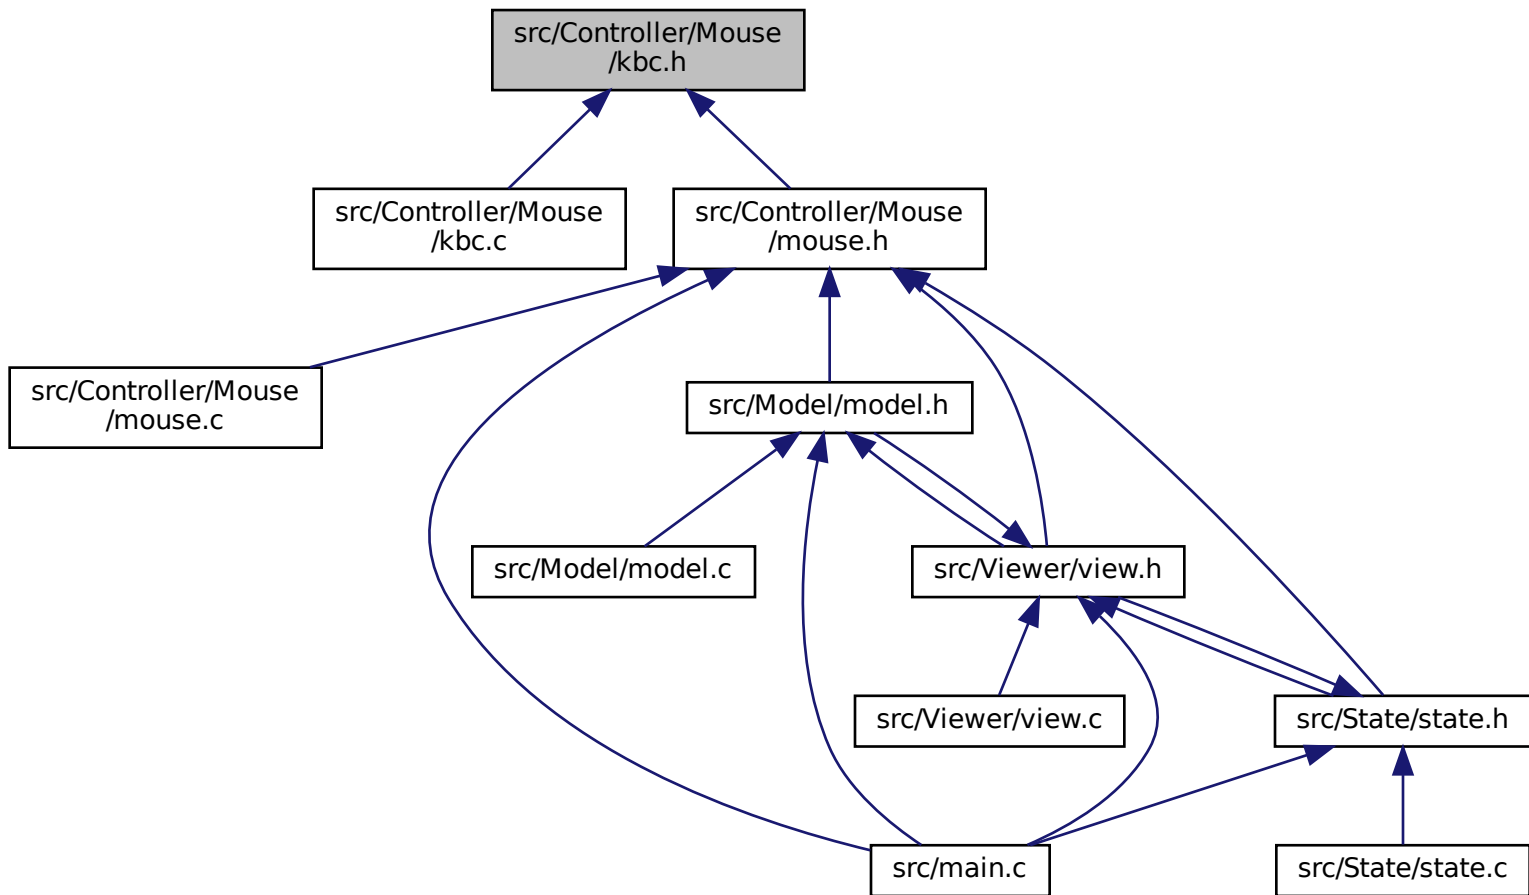 src/Controller/Mouse
/kbc.h
src/Controller/Mouse
/kbc.c
src/Controller/Mouse
/mouse.h
src/Controller/Mouse
/mouse.c
src/Model/model.h
src/Model/model.c
src/Viewer/view.h
src/Viewer/view.c
src/State/state.h
src/main.c
src/State/state.c